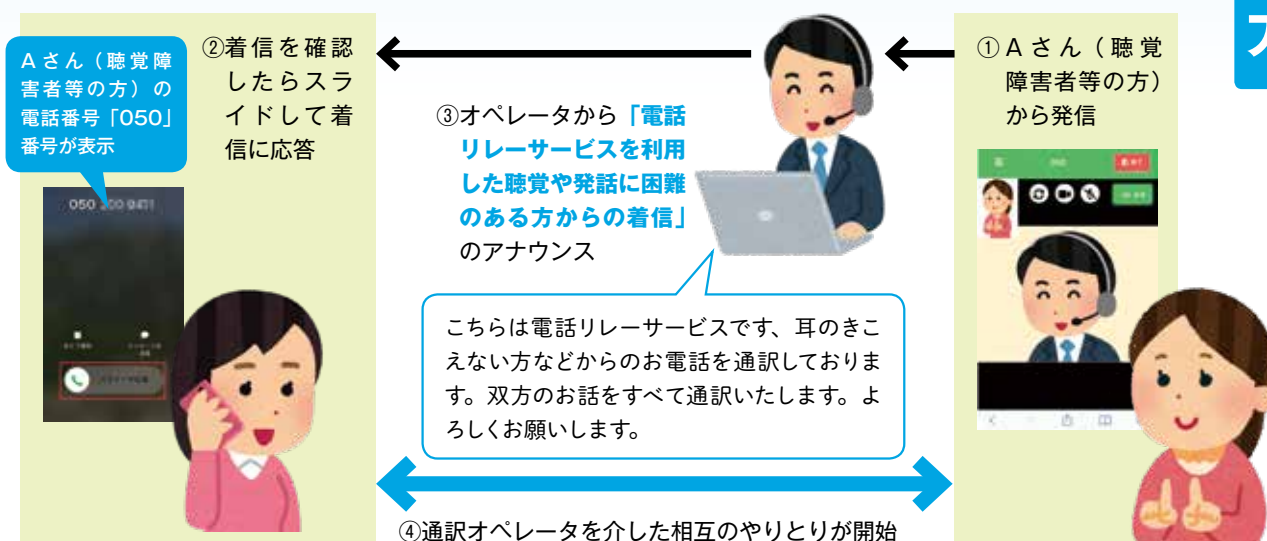 Aさん（聴覚障
害者等の方）の
電話番号「050」
番号が表示
②着信を確認
したらスラ
イドして着
信に応答
③オペレータから「電話
リレーサービスを利用
した聴覚や発話に困難
のある方からの着信」
のアナウンス
①Aさん（聴覚
障害者等の方）
から発信
こちらは電話リレーサービスです、耳のきこ
えない方などからのお電話を通訳しておりま
す。双方のお話をすべて通訳いたします。よ
ろしくお願いします。
④通訳オペレータを介した相互のやりとりが開始